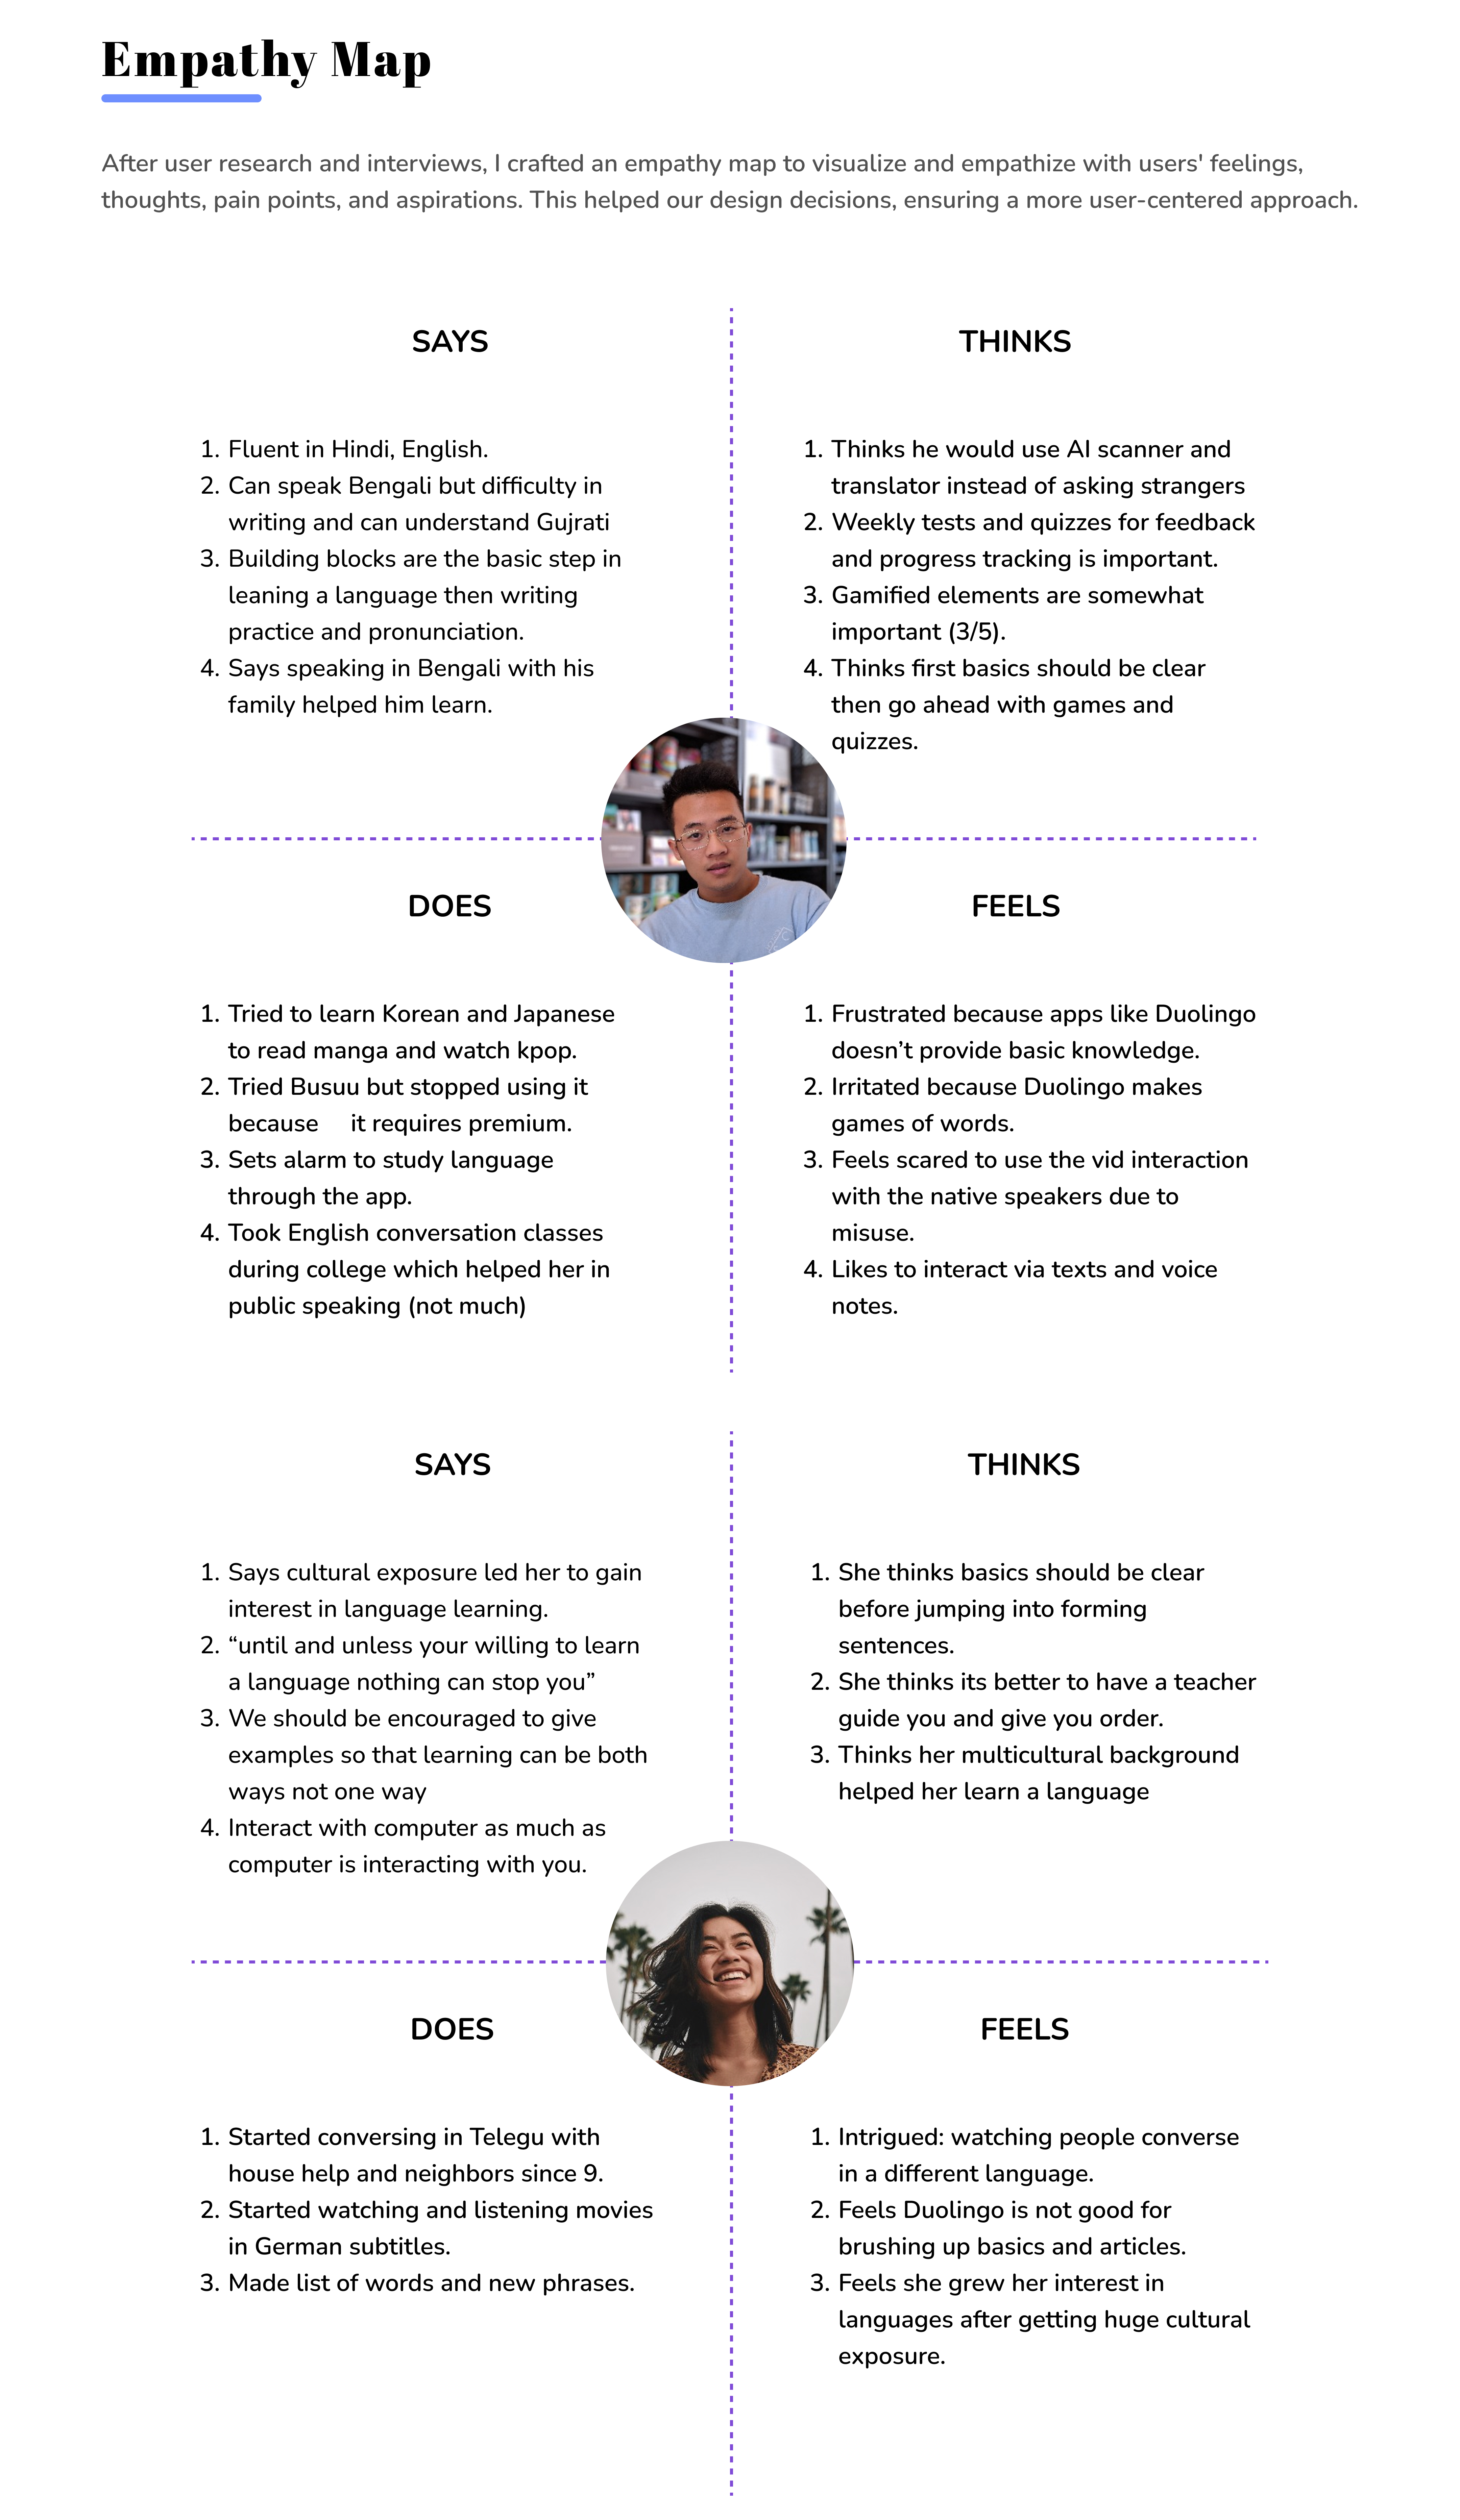 Empathy Map
After user research and interviews, I crafted an empathy map to visualize and empathize with users' feelings,
thoughts, pain points, and aspirations. This helped our design decisions, ensuring a more user-centered approach.
SAYS
1. Fluent in Hindi, English.
2. Can speak Bengali but difficulty in
writing and can understand Gujrati
3. Building blocks are the basic step in
leaning a language then writing
practice and pronunciation.
4. Says speaking in Bengali with his
family helped him learn.
THINKS
1. Thinks he would use AI scanner and
translator instead of asking strangers
2. Weekly tests and quizzes for feedback
and progress tracking is important.
3. Gamified elements are somewhat
important (3/5).
4. Thinks first basics should be clear
then go ahead with games and
quizzes.
DOES
1. Tried to learn Korean and Japanese
to read manga and watch kpop.
2. Tried Busuu but stopped using it
because it requires premium.
3. Sets alarm to study language
through the app.
4. Took English conversation classes
during college which helped her in
public speaking (not much)
FEELS
1. Frustrated because apps like Duolingo
doesn’t provide basic knowledge.
2. Irritated because Duolingo makes
games of words.
3. Feels scared to use the vid interaction
with the native speakers due to
misuse.
4. Likes to interact via texts and voice
notes.
SAYS
1. Says cultural exposure led her to gain
interest in language learning.
2. “until and unless your willing to learn
a language nothing can stop you”
3. We should be encouraged to give
examples so that learning can be both
ways not one way
4. Interact with computer as much as
computer is interacting with you.
THINKS
1. She thinks basics should be clear
before jumping into forming
sentences.
2. She thinks its better to have a teacher
guide you and give you order.
3. Thinks her multicultural background
helped her learn a language
DOES
1. Started conversing in Telegu with
house help and neighbors since 9.
2. Started watching and listening movies
in German subtitles.
3. Made list of words and new phrases.
FEELS
1. Intrigued: watching people converse
in a different language.
2. Feels Duolingo is not good for
brushing up basics and articles.
3. Feels she grew her interest in
languages after getting huge cultural
exposure.